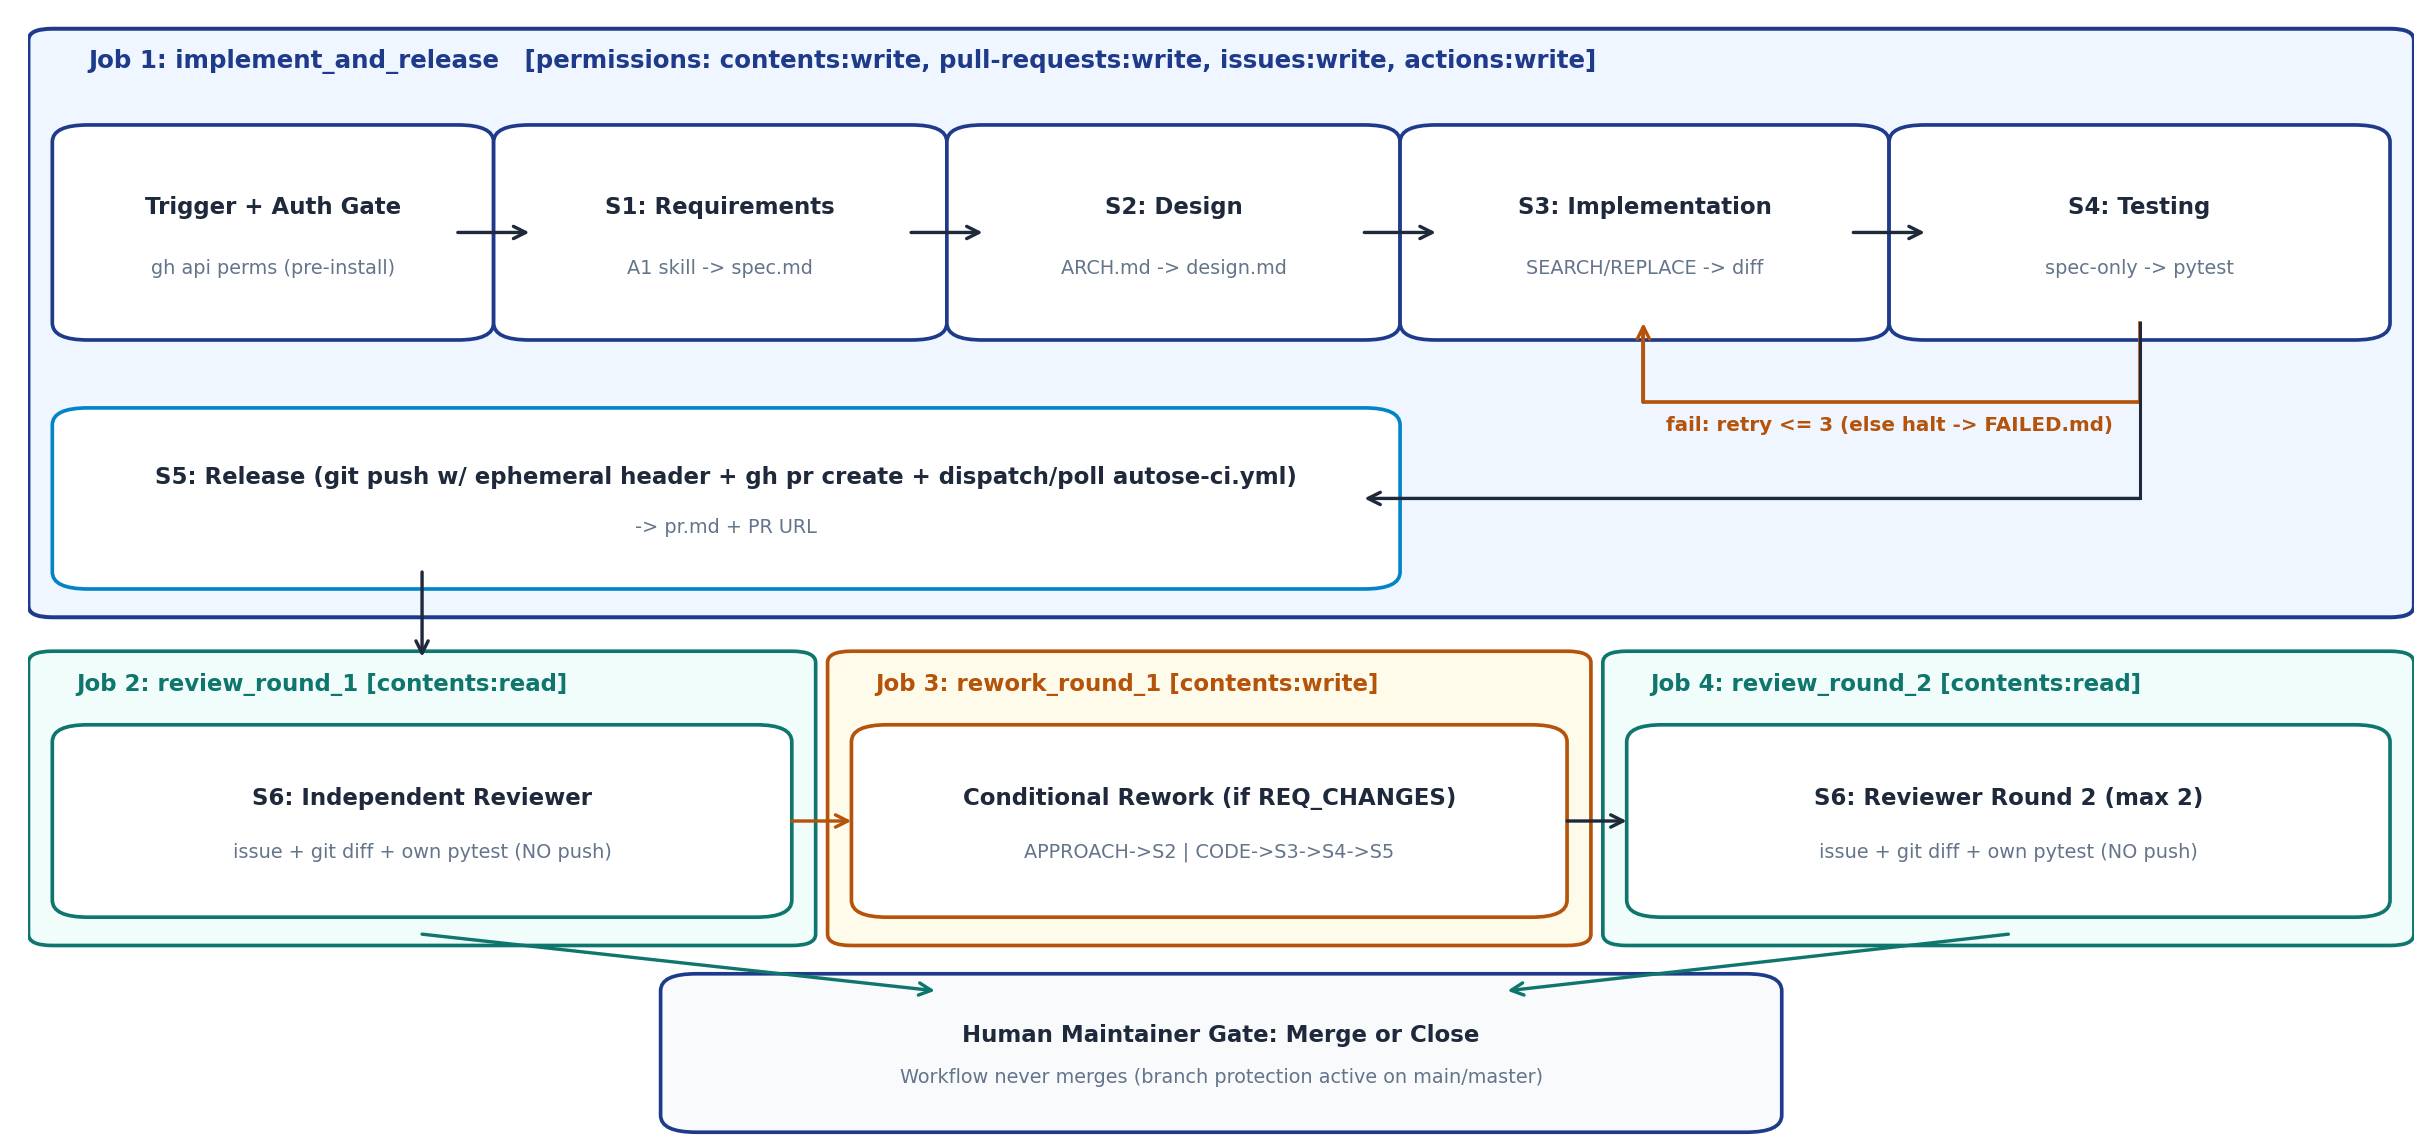 Job 1: implement_and_release   [permissions: contents:write, pull-requests:write, issues:write, actions:write]
Trigger + Auth Gate
gh api perms (pre-install)
S1: Requirements
A1 skill -> spec.md
S2: Design
ARCH.md -> design.md
S3: Implementation
SEARCH/REPLACE -> diff
S4: Testing
spec-only -> pytest
fail: retry <= 3 (else halt -> FAILED.md)
S5: Release (git push w/ ephemeral header + gh pr create + dispatch/poll autose-ci.yml)
-> pr.md + PR URL
Job 2: review_round_1 [contents:read]
S6: Independent Reviewer
issue + git diff + own pytest (NO push)
Job 3: rework_round_1 [contents:write]
Conditional Rework (if REQ_CHANGES)
APPROACH->S2 | CODE->S3->S4->S5
Job 4: review_round_2 [contents:read]
S6: Reviewer Round 2 (max 2)
issue + git diff + own pytest (NO push)
Human Maintainer Gate: Merge or Close
Workflow never merges (branch protection active on main/master)